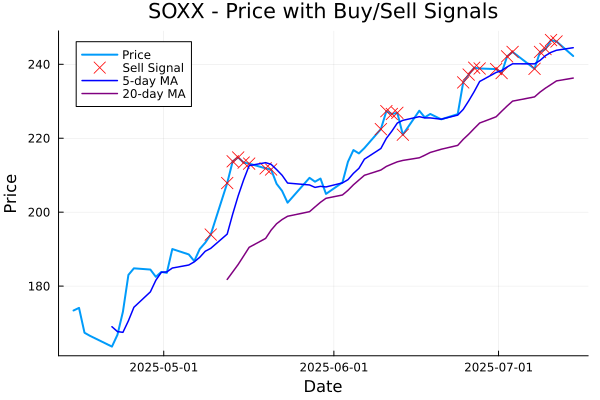 SOXX - Price with Buy/Sell Signals
Price
Sell Signal
5-day MA
20-day MA
240
220
200
180
Price
2025-05-01
2025-06-01
2025-07-01
Date